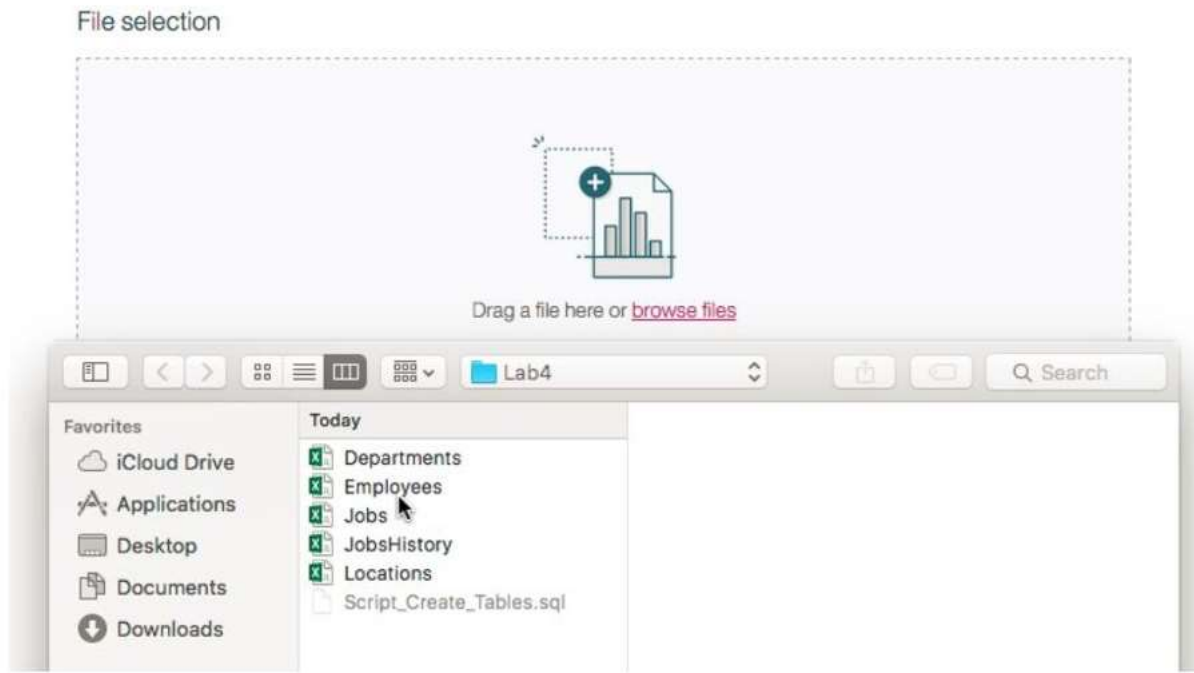 File selection
Drag a file here or browse files
Lab4
Search
Favorites
iCloud Drive
Applications
Desktop
Documents
Downloads
Today
Departments
Employees
Jobs
JobsHistory
Locations
Script_Create_Tables.sql